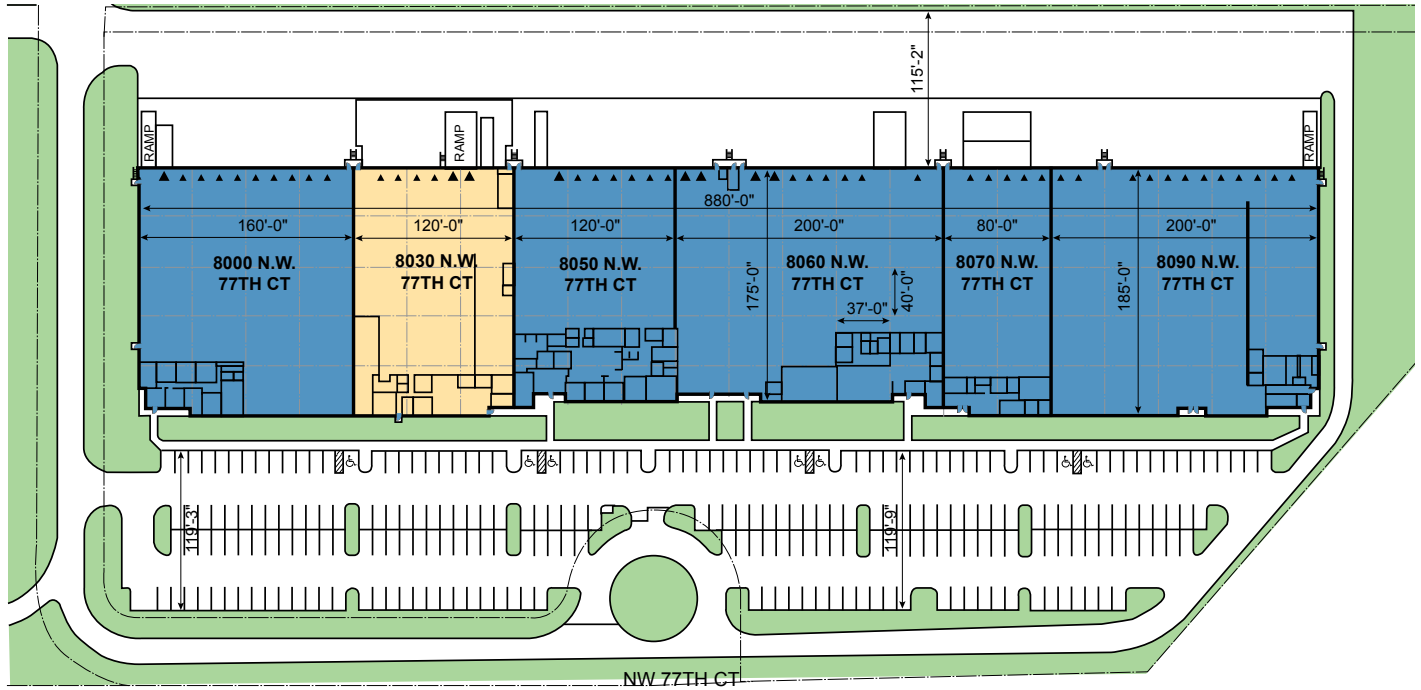 115'-2"
RAMP
RAMP
RAMP
880'-0"
160'-0"
120'-0"
120'-0"
200'-0"
80'-0"
200'-0"
8000 N.W.
77TH CT
8030 N.W.
77TH CT
8050 N.W.
77TH CT
8060 N.W.
77TH CT
8070 N.W.
77TH CT
8090 N.W.
77TH CT
175'-0"
37'-0"
40'-0"
185'-0"
119'-3"
119'-9"
NW 77TH CT